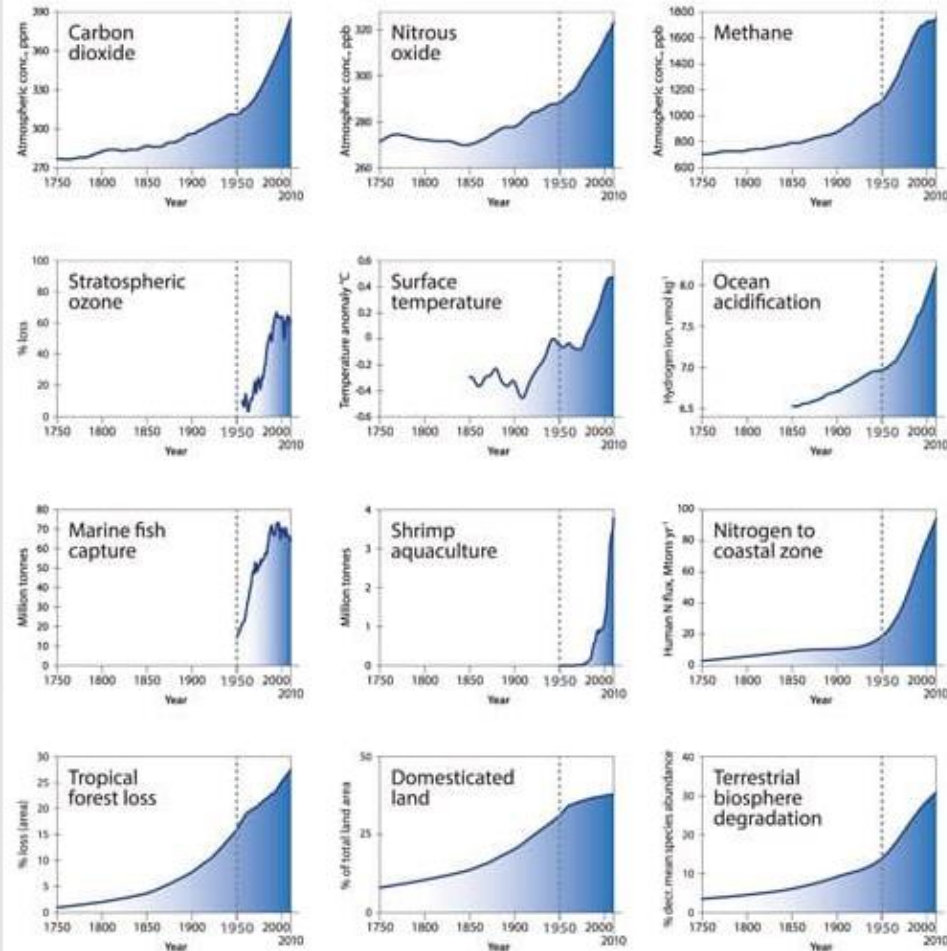 Carbon
dioxide
Atmospheric conc., ppm
390
360
330
300
270
1750 1800 1850 1900 1950 2000
2010
Year
Nitrous
oxide
Atmospheric conc., ppb
320
300
280
260
1750 1800 1850 1900 1950 2000
2010
Year
Methane
Atmospheric conc., ppb
1800
1600
1400
1200
1000
800
600
1750 1800 1850 1900 1950 2000
2010
Year
Stratospheric
ozone
% loss
100
80
60
40
20
0
1750 1800 1850 1900 1950 2000
2010
Year
Surface
temperature
Temperature anomaly °C
0.6
0.4
0.2
0
-0.2
-0.4
-0.6
1750 1800 1850 1900 1950 2000
2010
Year
Ocean
acidification
Hydrogen ion, nmol kg-1
8.0
7.5
7.0
6.5
1750 1800 1850 1900 1950 2000
2010
Year
Marine fish
capture
Million tonnes
80
70
60
50
40
30
20
10
0
1750 1800 1850 1900 1950 2000
2010
Year
Shrimp
aquaculture
Million tonnes
4
3
2
1
0
1750 1800 1850 1900 1950 2000
2010
Year
Nitrogen to
coastal zone
Human N flux, Mtons yr-1
100
80
60
40
20
0
1750 1800 1850 1900 1950 2000
2010
Year
Tropical
forest loss
% loss (area)
30
25
20
15
10
5
0
1750 1800 1850 1900 1950 2000
2010
Year
Domesticated
land
% of total land area
50
25
0
1750 1800 1850 1900 1950 2000
2010
Year
Terrestrial
biosphere
degradation
% decr. mean species abundance
40
30
20
10
0
1750 1800 1850 1900 1950 2000
2010
Year